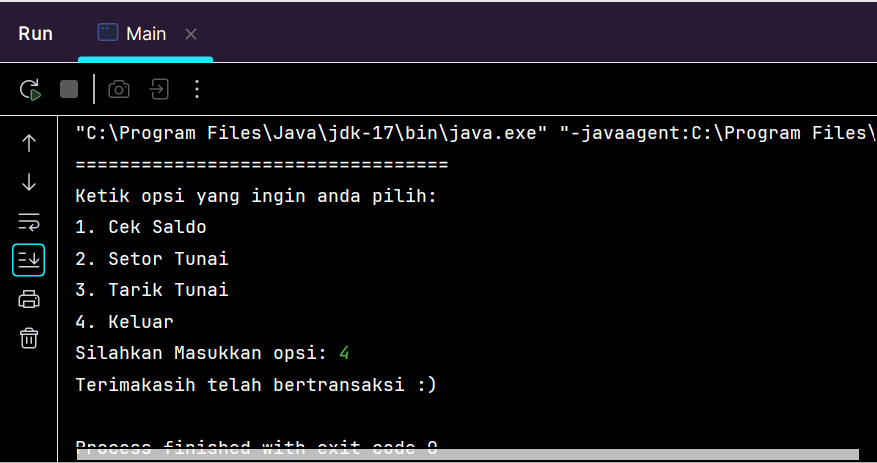 Run Main
"C:\Program Files\Java\jdk-17\bin\java.exe" "-javaagent:C:\Program Files\
==================================
Ketik opsi yang ingin anda pilih:
1. Cek Saldo
2. Setor Tunai
3. Tarik Tunai
4. Keluar
Silahkan Masukkan opsi: 4
Terimakasih telah bertransaksi :)
Process finished with exit code 0